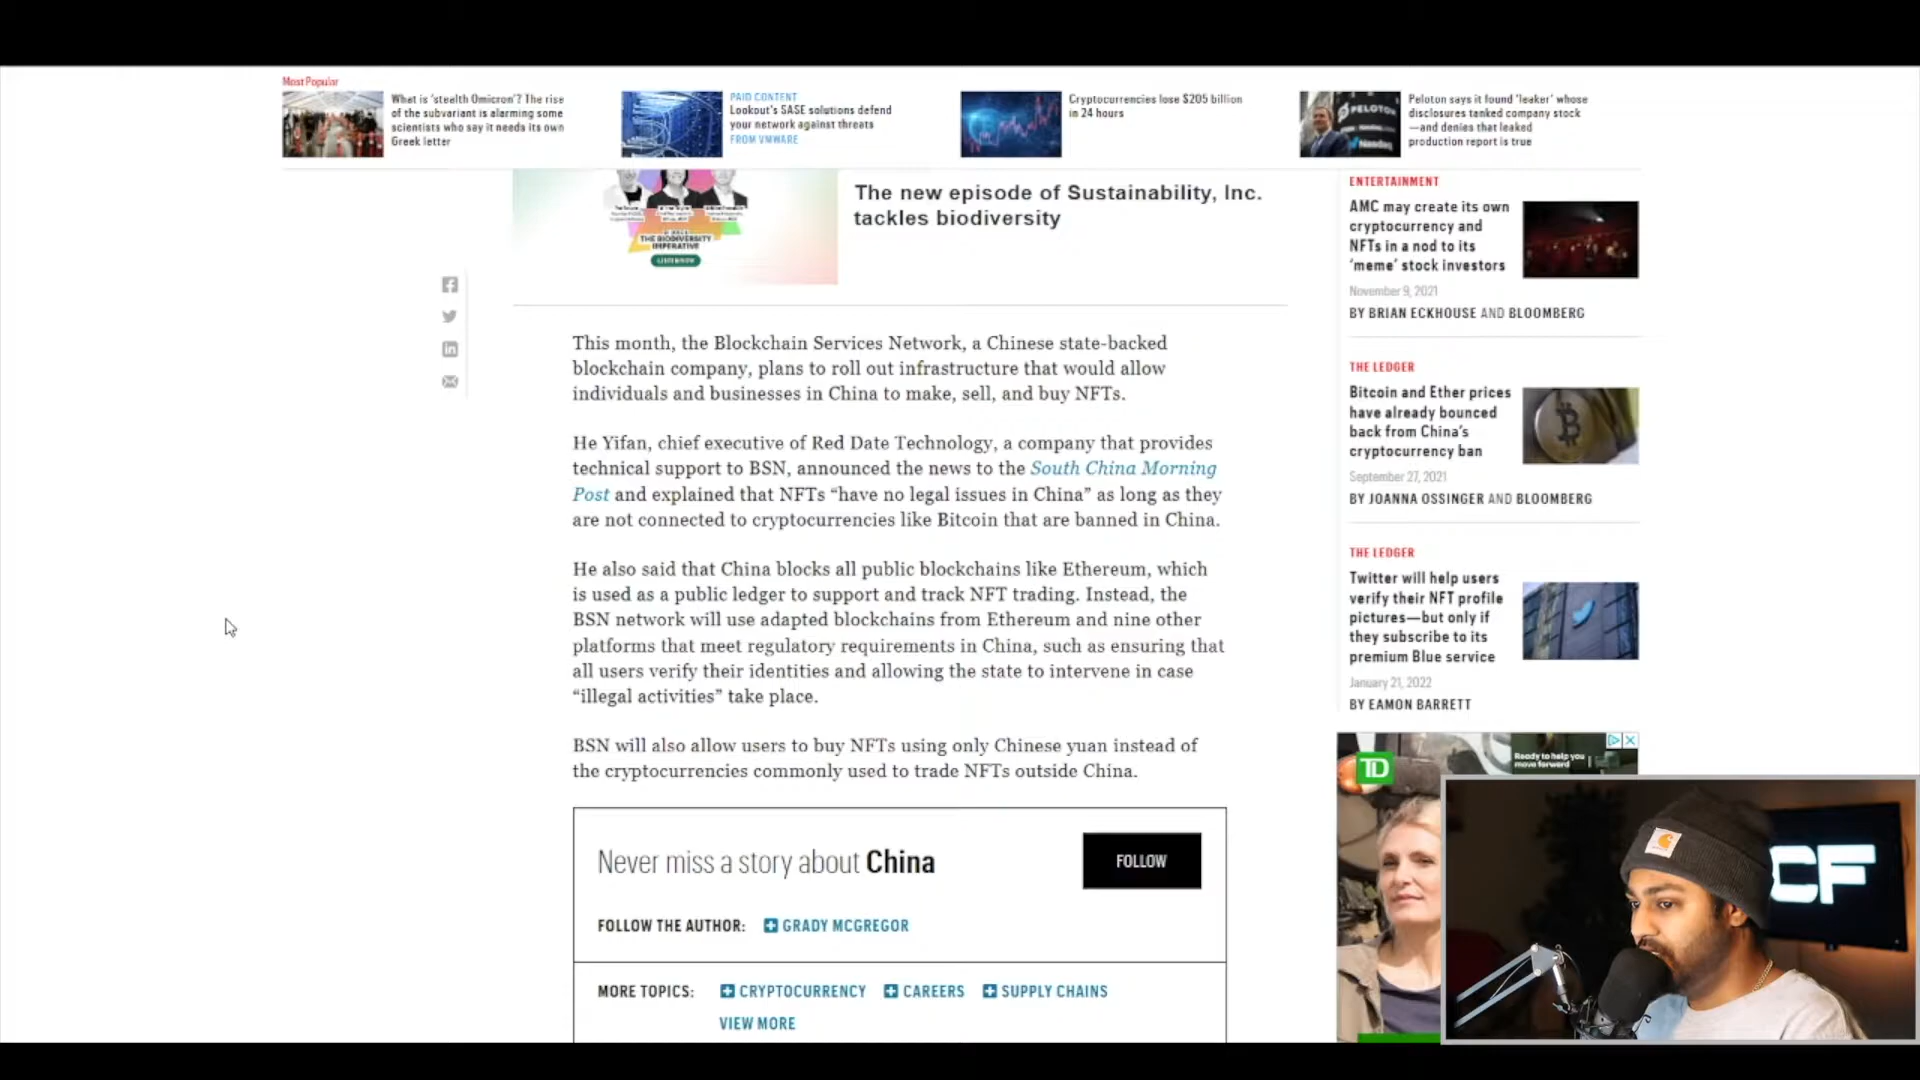 Most Popular
What is 'stealth Omicron'? The rise
of the subvariant is alarming some
scientists who say it needs its own
Greek letter
PAID CONTENT
Lookout's SASE solutions defend
your network against threats
FROM VMWARE
Cryptocurrencies lose $205 billion
in 24 hours
PELOTON
Nasdaq
Peloton says it found 'leaker' whose
disclosures tanked company stock
—and denies that leaked
production report is true
THE BIODIVERSITY
IMPERATIVE
LISTEN NOW
The new episode of Sustainability, Inc.
tackles biodiversity
This month, the Blockchain Services Network, a Chinese state-backed
blockchain company, plans to roll out infrastructure that would allow
individuals and businesses in China to make, sell, and buy NFTs.
He Yifan, chief executive of Red Date Technology, a company that provides
technical support to BSN, announced the news to the South China Morning
Post and explained that NFTs “have no legal issues in China” as long as they
are not connected to cryptocurrencies like Bitcoin that are banned in China.
He also said that China blocks all public blockchains like Ethereum, which
is used as a public ledger to support and track NFT trading. Instead, the
BSN network will use adapted blockchains from Ethereum and nine other
platforms that meet regulatory requirements in China, such as ensuring that
all users verify their identities and allowing the state to intervene in case
“illegal activities” take place.
BSN will also allow users to buy NFTs using only Chinese yuan instead of
the cryptocurrencies commonly used to trade NFTs outside China.
Never miss a story about China
FOLLOW
FOLLOW THE AUTHOR: GRADY MCGREGOR
MORE TOPICS: CRYPTOCURRENCY CAREERS SUPPLY CHAINS
VIEW MORE
ENTERTAINMENT
AMC may create its own
cryptocurrency and
NFTs in a nod to its
‘meme’ stock investors
November 9, 2021
BY BRIAN ECKHOUSE AND BLOOMBERG
THE LEDGER
Bitcoin and Ether prices
have already bounced
back from China’s
cryptocurrency ban
September 27, 2021
BY JOANNA OSSINGER AND BLOOMBERG
THE LEDGER
Twitter will help users
verify their NFT profile
pictures—but only if
they subscribe to its
premium Blue service
January 21, 2022
BY EAMON BARRETT
TD
Ready to help you
move forward
CF